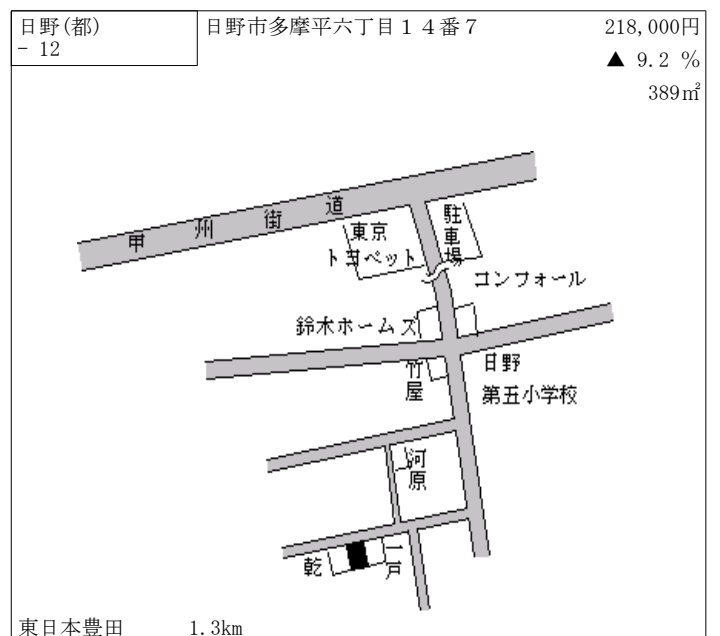 日野(都)
－ 12
日野市多摩平六丁目１４番７
218,000円
▲ 9.2 %
389㎡
甲州街道
東京
トヨペット
駐車場
コンフォール
鈴木ホームズ
竹屋
日野
第五小学校
河原
乾
一戸
東日本豊田 1.3km